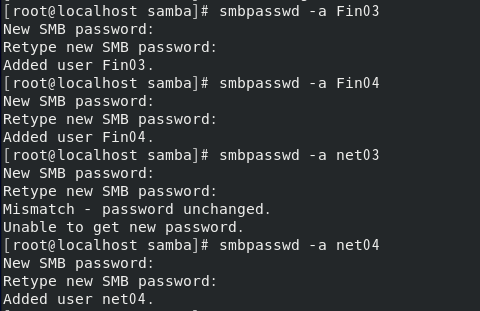 [root@localhost samba]# smbpasswd -a Fin03
New SMB password:
Retype new SMB password:
Added user Fin03.
[root@localhost samba]# smbpasswd -a Fin04
New SMB password:
Retype new SMB password:
Added user Fin04.
[root@localhost samba]# smbpasswd -a net03
New SMB password:
Retype new SMB password:
Mismatch - password unchanged.
Unable to get new password.
[root@localhost samba]# smbpasswd -a net04
New SMB password:
Retype new SMB password:
Added user net04.